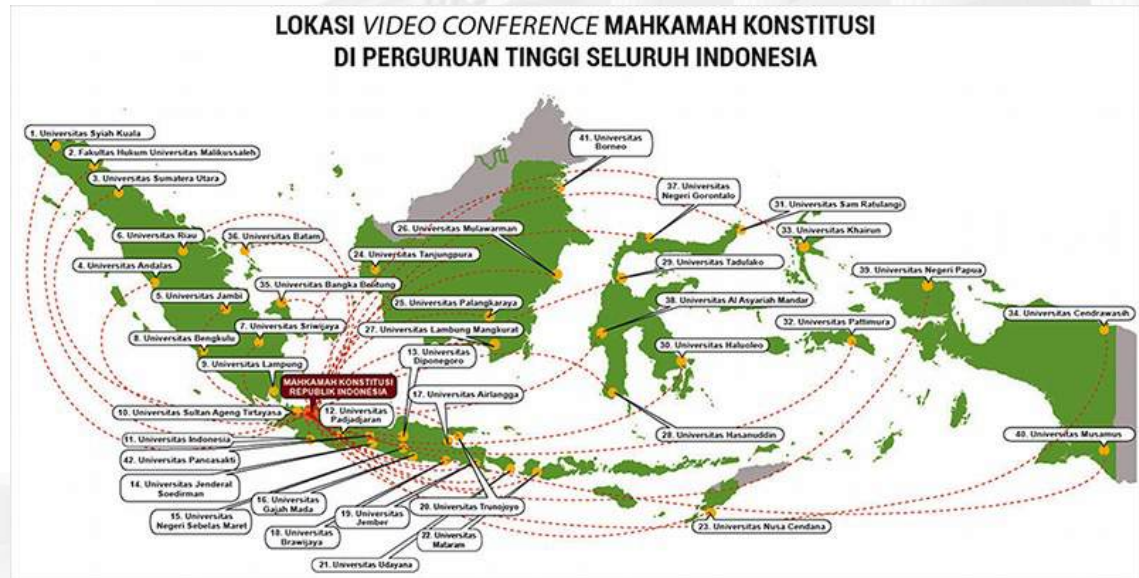 LOKASI VIDEO CONFERENCE MAHKAMAH KONSTITUSI
DI PERGURUAN TINGGI SELURUH INDONESIA
1. Universitas Syiah Kuala
2. Fakultas Hukum Universitas Malikussaleh
3. Universitas Sumatera Utara
41. Universitas
Borneo
37. Universitas
Negeri Gorontalo
31. Universitas Sam Ratulangi
33. Universitas Khairun
6. Universitas Riau
36. Universitas Batam
26. Universitas Mulawarman
24. Universitas Tanjungpura
4. Universitas Andalas
29. Universitas Tadulako
39. Universitas Negeri Papua
35. Universitas Bangka Belitung
5. Universitas Jambi
25. Universitas Palangkaraya
38. Universitas Al Asyariah Mandar
34. Universitas Cendrawasih
7. Universitas Sriwijaya
27. Universitas Lambung Mangkurat
32. Universitas Pattimura
8. Universitas Bengkulu
30. Universitas Haluoleo
9. Universitas Lampung
13. Universitas
Diponegoro
MAHKAMAH KONSTITUSI
REPUBLIK INDONESIA
17. Universitas Airlangga
10. Universitas Sultan Ageng Tirtayasa
12. Universitas
Padjadjaran
11. Universitas Indonesia
28. Universitas Hasanuddin
40. Universitas Musamus
42. Universitas Pancasakti
14. Universitas Jenderal
Soedirman
16. Universitas
Gajah Mada
15. Universitas
Negeri Sebelas Maret
19. Universitas
Jember
20. Universitas Trunojoyo
23. Universitas Nusa Cendana
18. Universitas
Brawijaya
22. Universitas
Mataram
21. Universitas Udayana